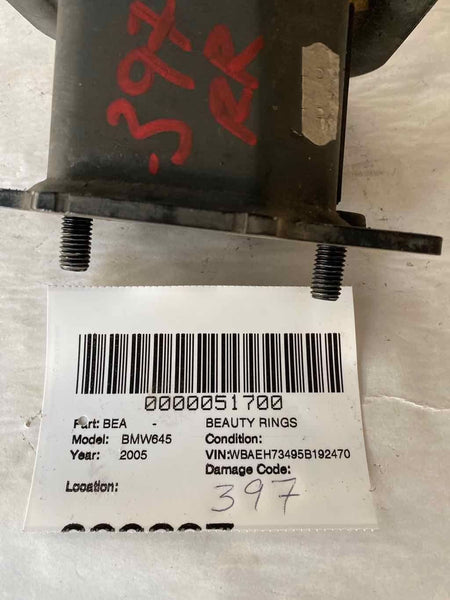 397
RR
0000051700
Part: BEA - BEAUTY RINGS
Model: BMW645 Condition:
Year: 2005 VIN:WBAEH73495B192470
Damage Code:
Location:
397